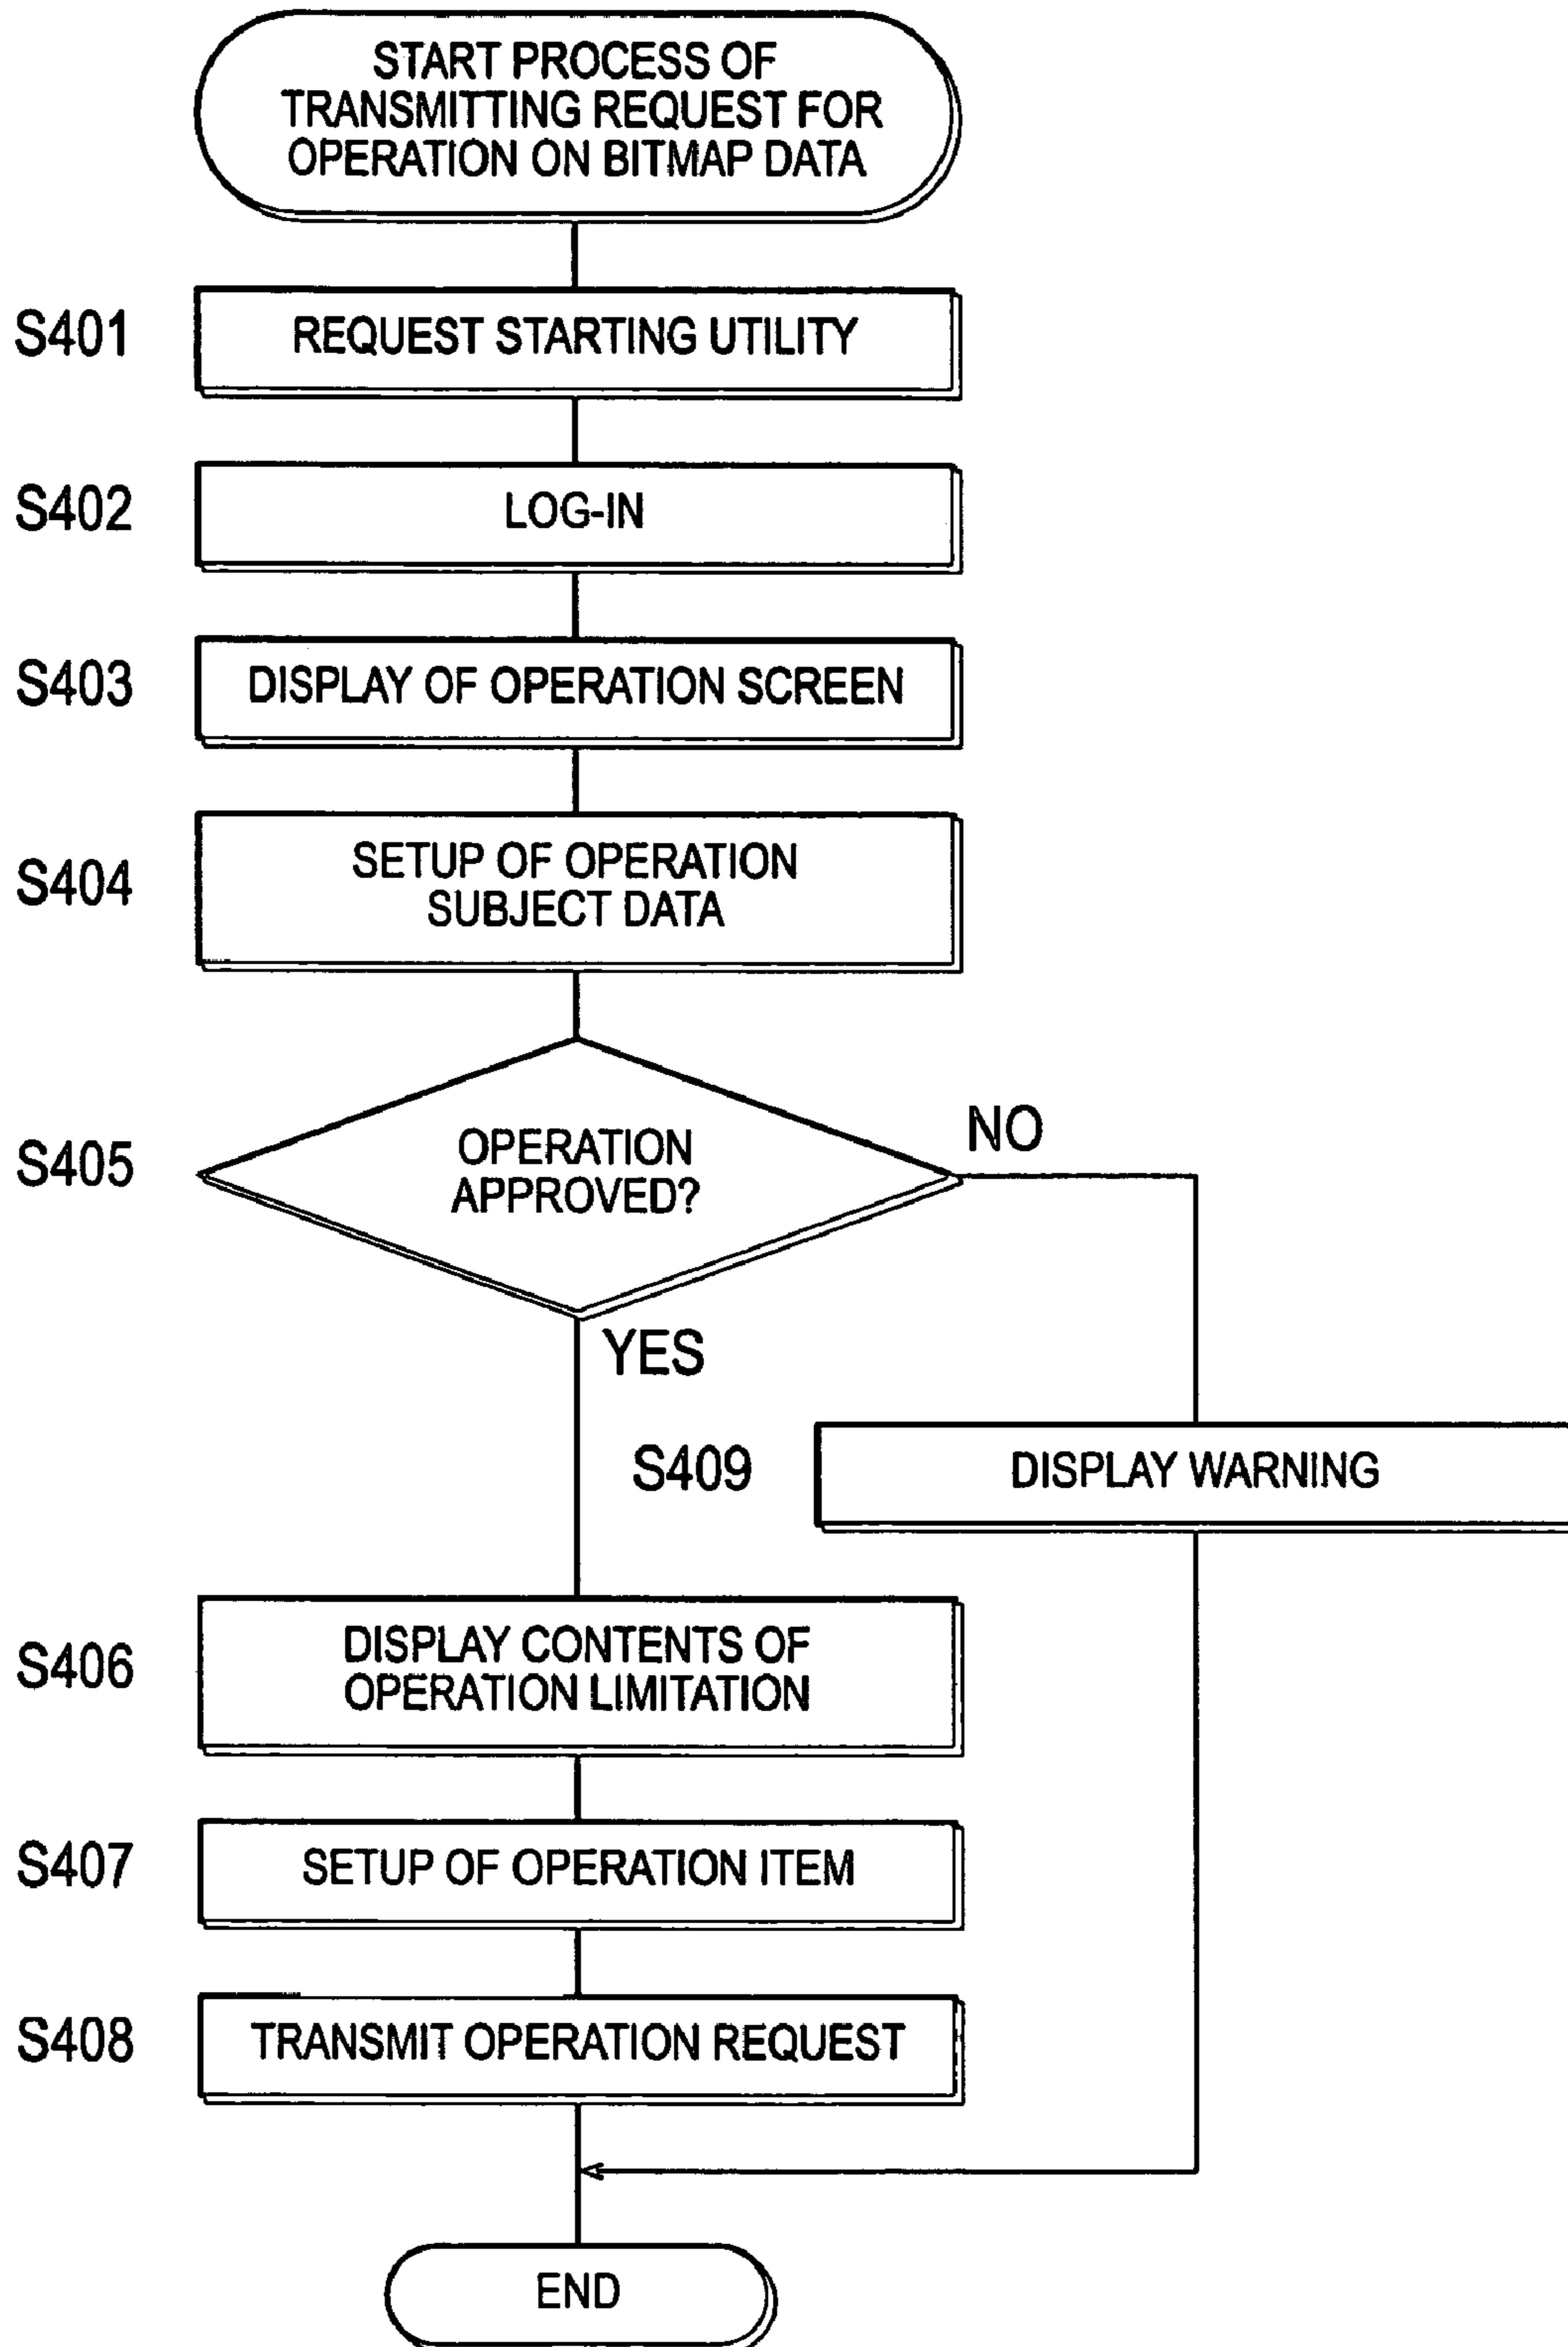 START PROCESS OF
TRANSMITTING REQUEST FOR
OPERATION ON BITMAP DATA
S401
REQUEST STARTING UTILITY
S402
LOG-IN
S403
DISPLAY OF OPERATION SCREEN
S404
SETUP OF OPERATION
SUBJECT DATA
S405
OPERATION
APPROVED?
NO
YES
S409
DISPLAY WARNING
S406
DISPLAY CONTENTS OF
OPERATION LIMITATION
S407
SETUP OF OPERATION ITEM
S408
TRANSMIT OPERATION REQUEST
END